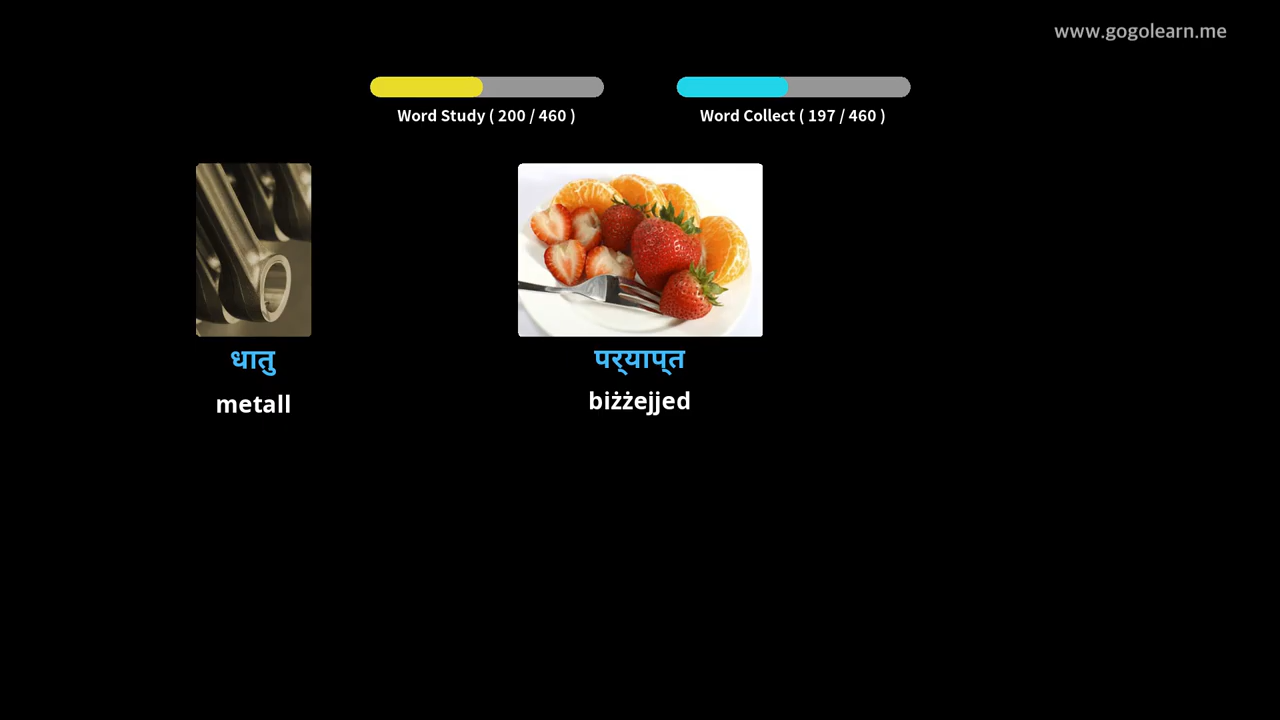 www.gogolearn.me
Word Study ( 200 / 460 )
Word Collect ( 197 / 460 )
धातु
metall
पर्‍याप्‍त
biżżejjed